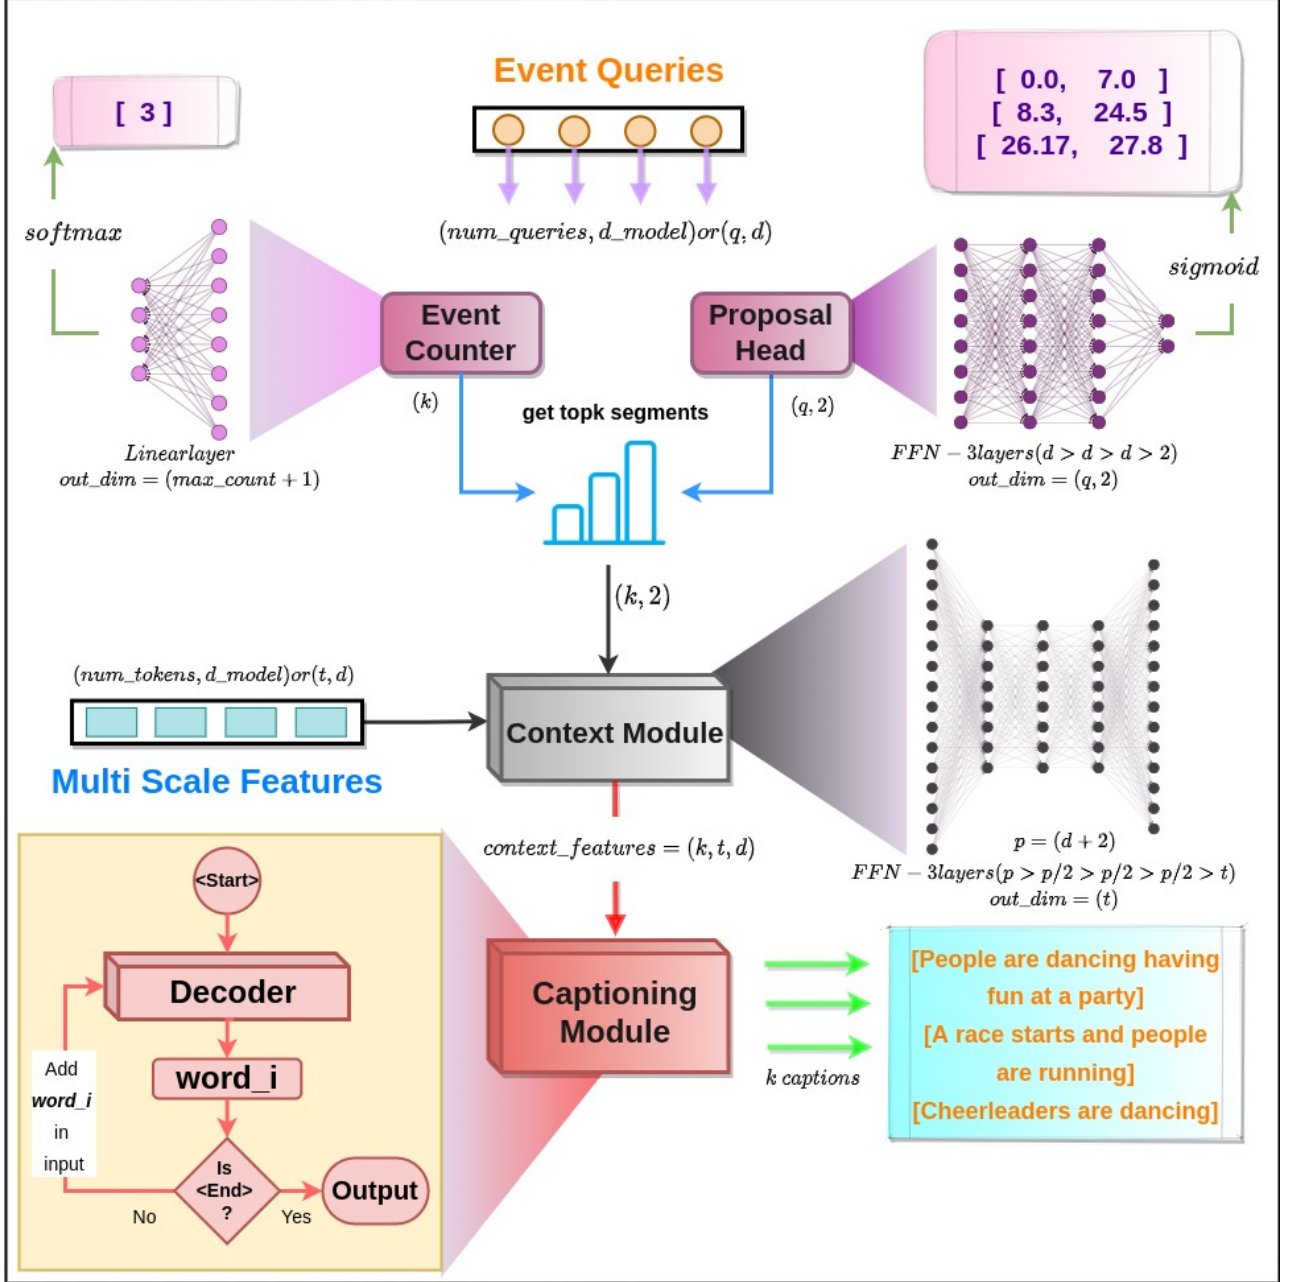 Event Queries
[ 3 ]
[ 0.0, 7.0 ]
[ 8.3, 24.5 ]
[ 26.17, 27.8 ]
softmax
(num_queries, d_model)or(q, d)
sigmoid
Event
Counter
Proposal
Head
(k)
get topk segments
(q, 2)
Linearlayer
out_dim = (max_count + 1)
FFN − 3layers(d > d > d > 2)
out_dim = (q, 2)
(k, 2)
(num_tokens, d_model)or(t, d)
Context Module
Multi Scale Features
context_features = (k, t, d)
p = (d + 2)
FFN − 3layers(p > p/2 > p/2 > p/2 > t)
out_dim = (t)
<Start>
Decoder
word_i
Add
word_i
in
input
Is
<End>
?
No
Yes
Output
Captioning
Module
k captions
[People are dancing having
fun at a party]
[A race starts and people
are running]
[Cheerleaders are dancing]